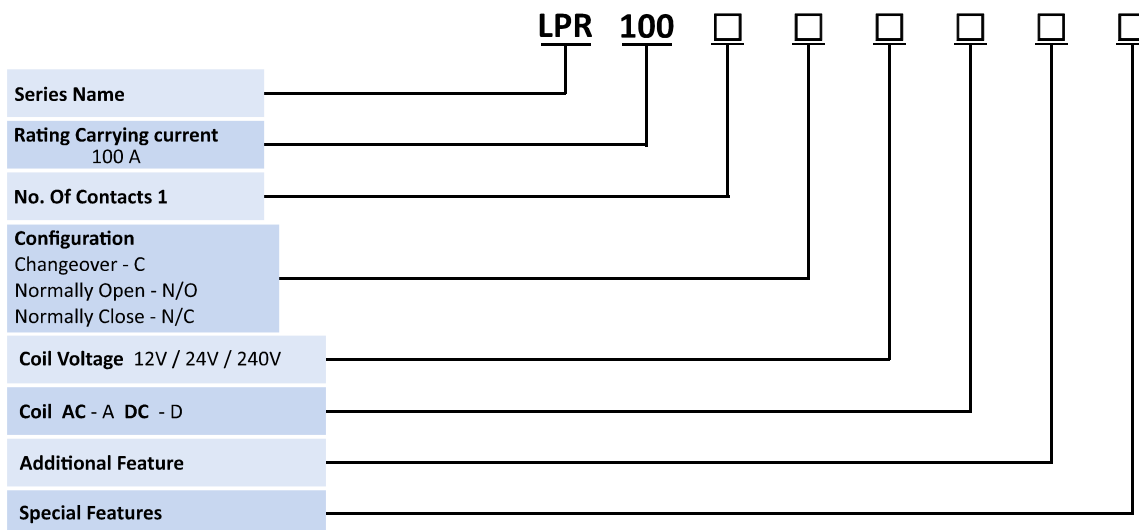 LPR 100 □ □ □ □ □ □
Series Name
Rating Carrying current
100 A
No. Of Contacts 1
Configuration
Changeover - C
Normally Open - N/O
Normally Close - N/C
Coil Voltage 12V / 24V / 240V
Coil AC - A DC - D
Additional Feature
Special Features